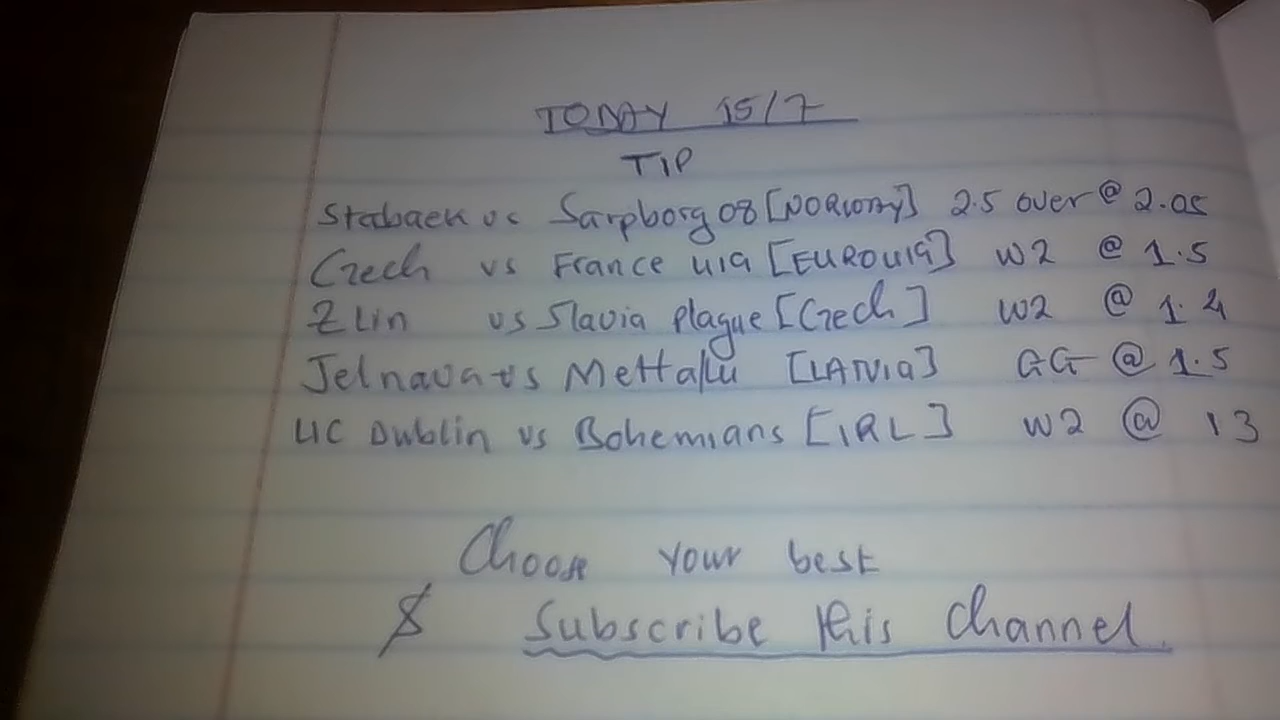 TODAY 15/7
TIP
Stabaek vs Sarpborg 08 [NORWAY] 2.5 over @ 2.05
Czech vs France U19 [EUROU19] W2 @ 1.5
Zlin vs Slavia plague [Czech] W2 @ 1.4
Jelnava vs Mettalu [LATVIA] GG @ 1.5
UC Dublin vs Bohemians [IRL] W2 @ 13
Choose your best
$ Subscribe this Channel.